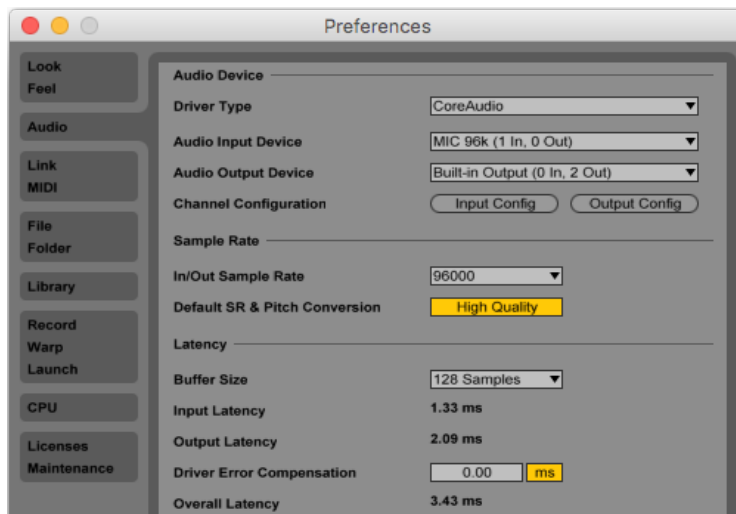 Preferences
Look
Feel
Audio
Link
MIDI
File
Folder
Library
Record
Warp
Launch
CPU
Licenses
Maintenance
Audio Device
Driver Type CoreAudio
Audio Input Device MIC 96k (1 In, 0 Out)
Audio Output Device Built-in Output (0 In, 2 Out)
Channel Configuration Input Config Output Config
Sample Rate
In/Out Sample Rate 96000
Default SR & Pitch Conversion High Quality
Latency
Buffer Size 128 Samples
Input Latency 1.33 ms
Output Latency 2.09 ms
Driver Error Compensation 0.00 ms
Overall Latency 3.43 ms